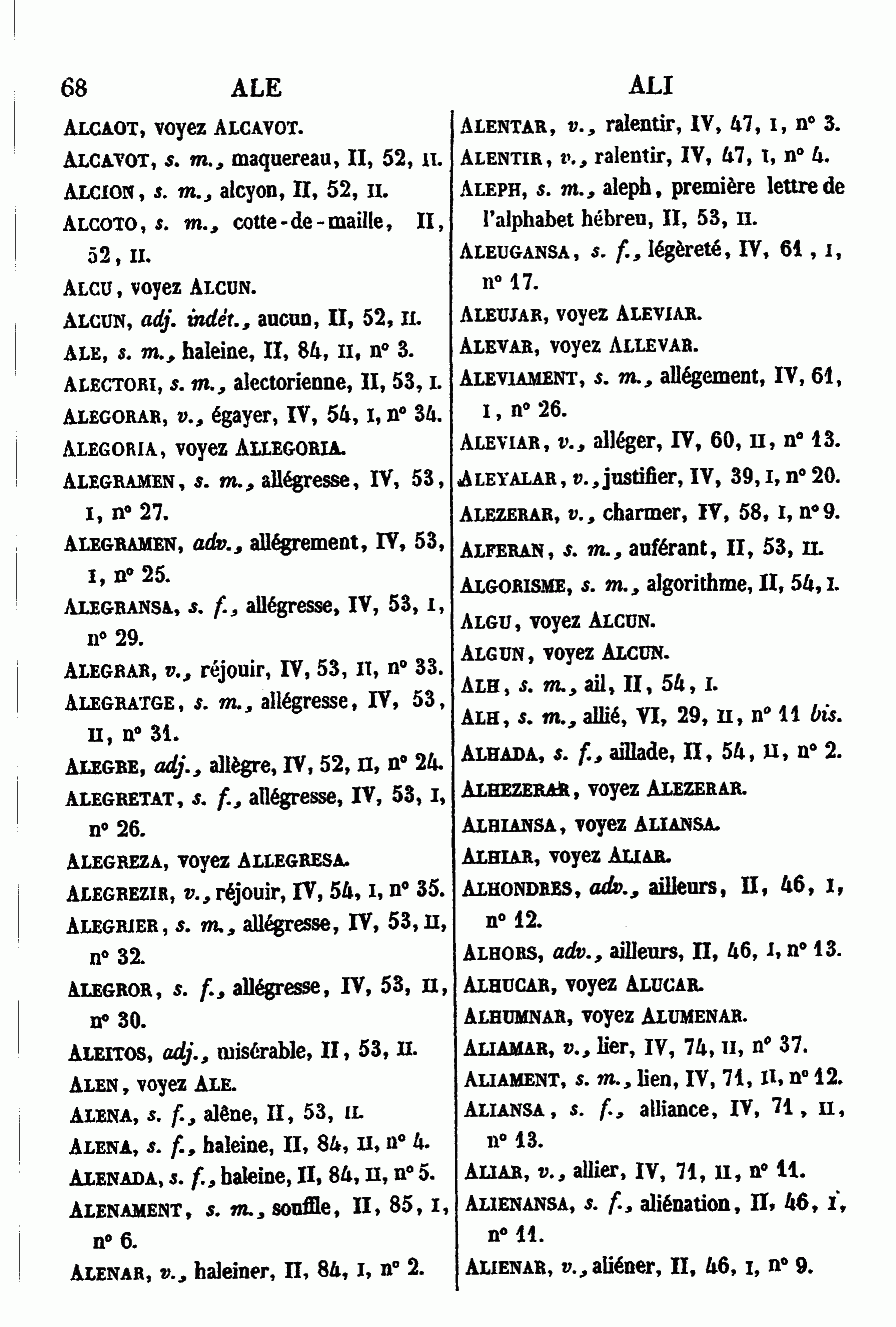 68 ALE ALI
ALCAOT, voyez ALCAVOT.
ALCAVOT, s. m., maquereau, II, 52, II.
ALCION, s. m., alcyon, II, 52, II.
ALCOTO, s. m., cotte-de-maille, II,
52, II.
ALCU, voyez ALCUN.
ALCUN, adj. indét., aucun, II, 52, II.
ALE, s. m., haleine, II, 84, II, n° 3.
ALECTORI, s. m., alectorienne, II, 53, I.
ALEGORAR, v., égayer, IV, 54, I, n° 34.
ALEGORIA, voyez ALLEGORIA.
ALEGRAMEN, s. m., allégresse, IV, 53,
I, n° 27.
ALEGRAMEN, adv., allégrement, IV, 53,
I, n° 25.
ALEGRANSA, s. f., allégresse, IV, 53, I,
n° 29.
ALEGRAR, v., réjouir, IV, 53, II, n° 33.
ALEGRATGE, s. m., allégresse, IV, 53,
II, n° 31.
ALEGRE, adj., allègre, IV, 52, II, n° 24.
ALEGRETAT, s. f., allégresse, IV, 53, I,
n° 26.
ALEGREZA, voyez ALLEGRESA.
ALEGREZIR, v., réjouir, IV, 54, I, n° 35.
ALEGRIER, s. m., allégresse, IV, 53, II,
n° 32.
ALEGROR, s. f., allégresse, IV, 53, II,
n° 30.
ALEITOS, adj., misérable, II, 53, II.
ALEN, voyez ALE.
ALENA, s. f., alêne, II, 53, II.
ALENA, s. f., haleine, II, 84, II, n° 4.
ALENADA, s. f., haleine, II, 84, II, n° 5.
ALENAMENT, s. m., souffle, II, 85, I,
n° 6.
ALENAR, v., haleiner, II, 84, I, n° 2.
ALENTAR, v., ralentir, IV, 47, I, n° 3.
ALENTIR, v., ralentir, IV, 47, I, n° 4.
ALEPH, s. m., aleph, première lettre de
l'alphabet hébreu, II, 53, II.
ALEUGANSA, s. f., légèreté, IV, 61, I,
n° 17.
ALEUJAR, voyez ALEVIAR.
ALEVAR, voyez ALLEVAR.
ALEVIAMENT, s. m., allégement, IV, 61,
I, n° 26.
ALEVIAR, v., alléger, IV, 60, II, n° 13.
ALEYALAR, v., justifier, IV, 39, I, n° 20.
ALEZERAR, v., charmer, IV, 58, I, n° 9.
ALFERAN, s. m., auférant, II, 53, II.
ALGORISME, s. m., algorithme, II, 54, I.
ALGU, voyez ALCUN.
ALGUN, voyez ALCUN.
ALH, s. m., ail, II, 54, I.
ALH, s. m., allié, VI, 29, II, n° 11 bis.
ALHADA, s. f., aillade, II, 54, II, n° 2.
ALHEZERAR, voyez ALEZERAR.
ALHIANSA, voyez ALIANSA.
ALHIAR, voyez ALIAR.
ALHONDRES, adv., ailleurs, II, 46, I,
n° 12.
ALHORS, adv., ailleurs, II, 46, I, n° 13.
ALHUCAR, voyez ALUCAR.
ALHUMNAR, voyez ALUMENAR.
ALIAMAR, v., lier, IV, 74, II, n° 37.
ALIAMENT, s. m., lien, IV, 71, II, n° 12.
ALIANSA, s. f., alliance, IV, 71, II,
n° 13.
ALIAR, v., allier, IV, 71, II, n° 11.
ALIENANSA, s. f., aliénation, II, 46, I,
n° 11.
ALIENAR, v., aliéner, II, 46, I, n° 9.